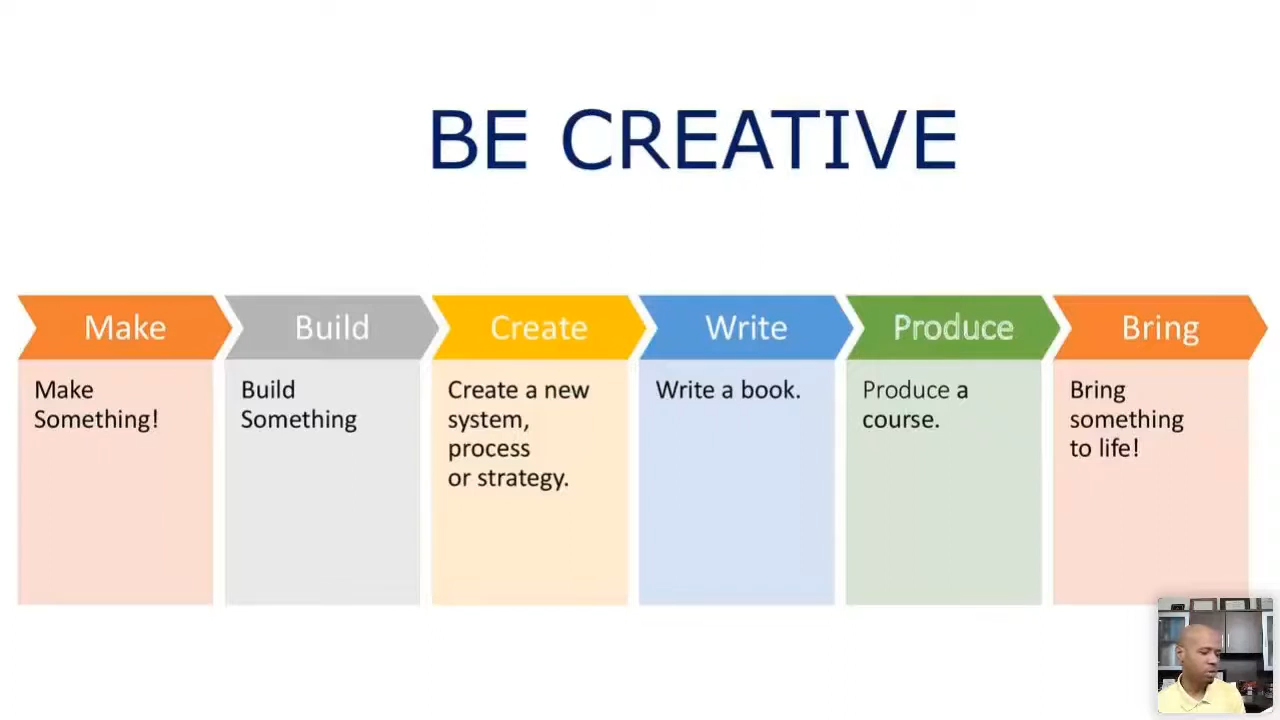 BE CREATIVE
Make
Make
Something!
Build
Build
Something
Create
Create a new
system,
process
or strategy.
Write
Write a book.
Produce
Produce a
course.
Bring
Bring
something
to life!